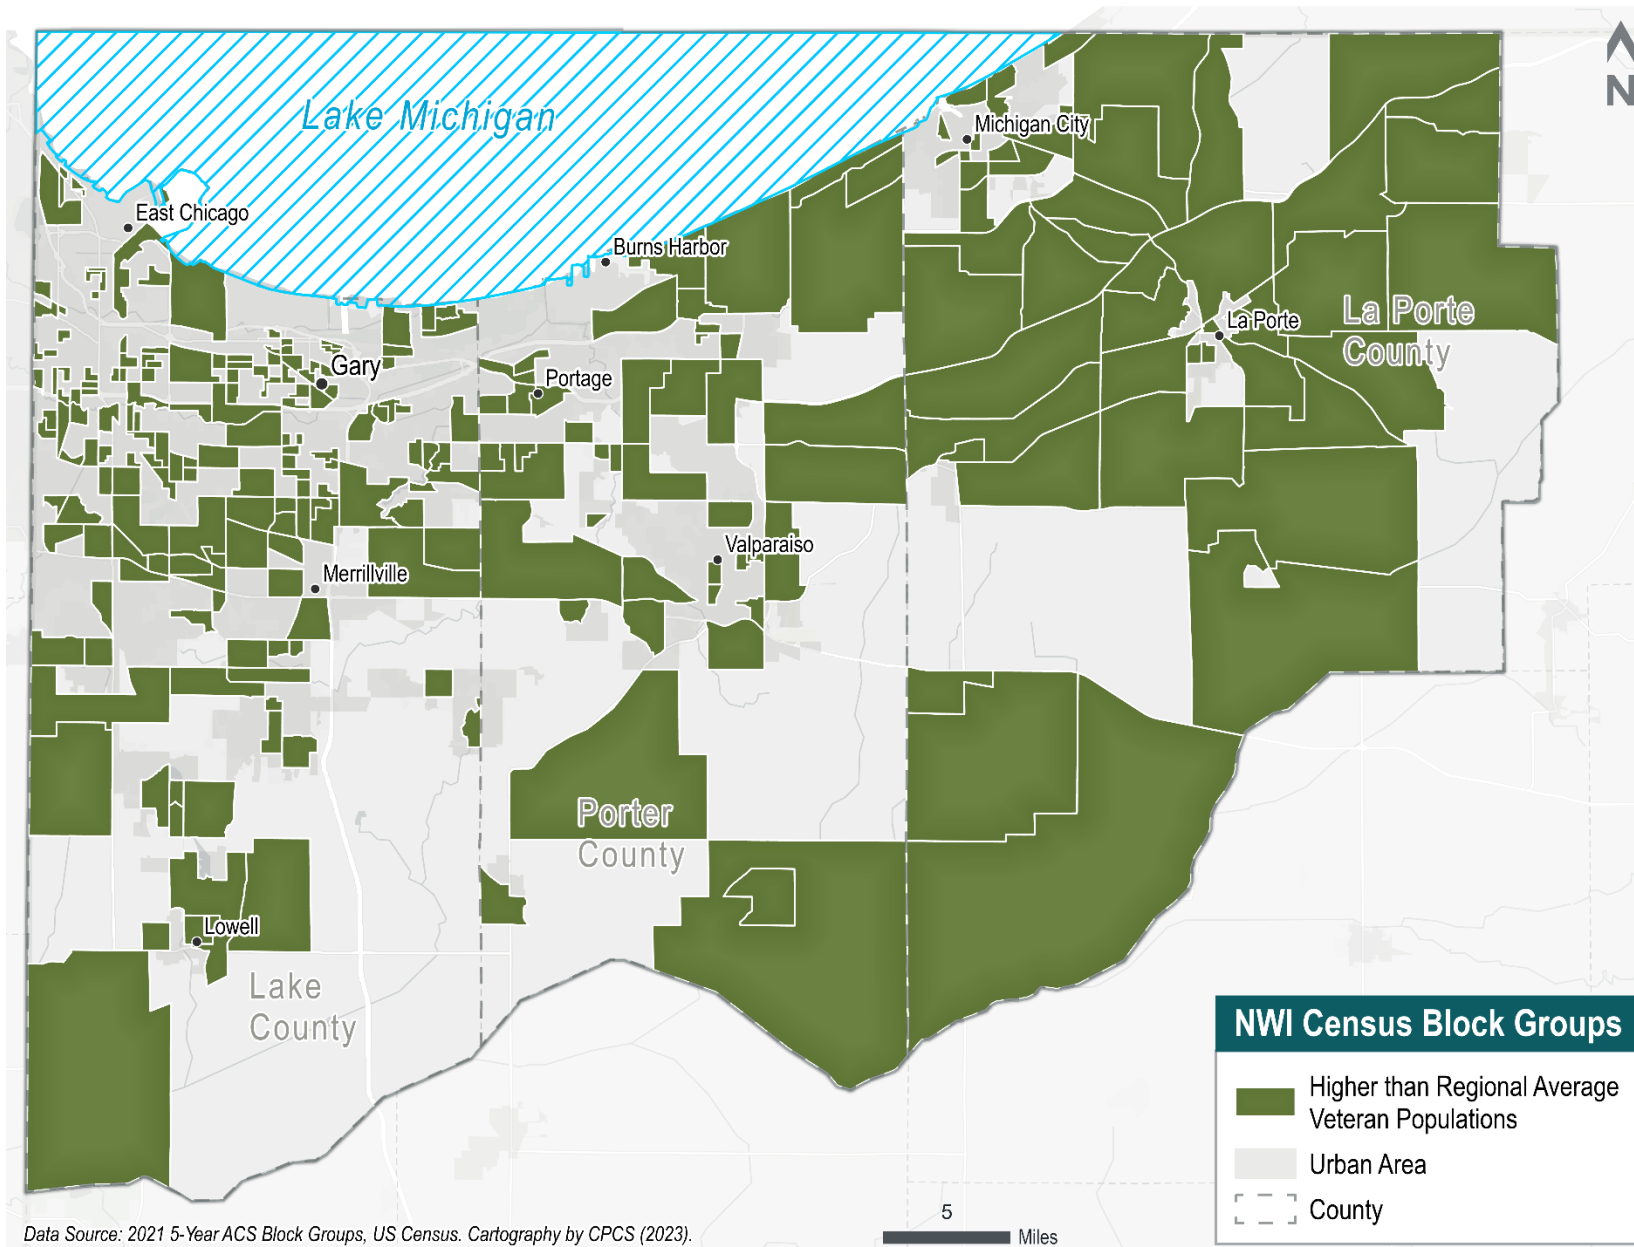 N
Lake Michigan
Michigan City
East Chicago
Burns Harbor
La Porte
La Porte
County
Gary
Portage
Valparaiso
Merrillville
Porter
County
Lowell
Lake
County
NWI Census Block Groups
Higher than Regional Average
Veteran Populations
Urban Area
County
5
Miles
Data Source: 2021 5-Year ACS Block Groups, US Census. Cartography by CPCS (2023).